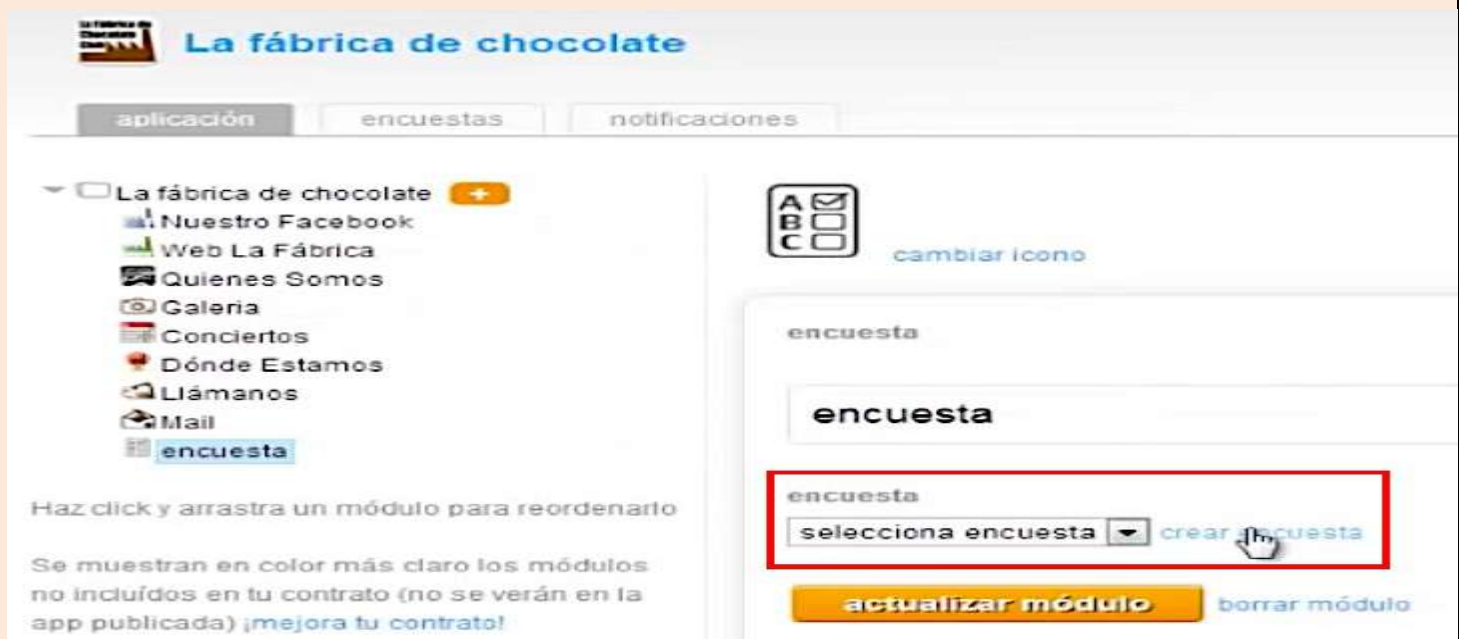 La fábrica de chocolate
aplicación encuestas notificaciones
La fábrica de chocolate +
Nuestro Facebook
Web La Fábrica
Quienes Somos
Galeria
Conciertos
Dónde Estamos
Llámanos
Mail
encuesta
Haz click y arrastra un módulo para reordenarlo
Se muestran en color más claro los módulos
no incluídos en tu contrato (no se verán en la
app publicada) ¡mejora tu contrato!
A
B
C
cambiar icono
encuesta
encuesta
encuesta
selecciona encuesta crear encuesta
actualizar módulo borrar módulo